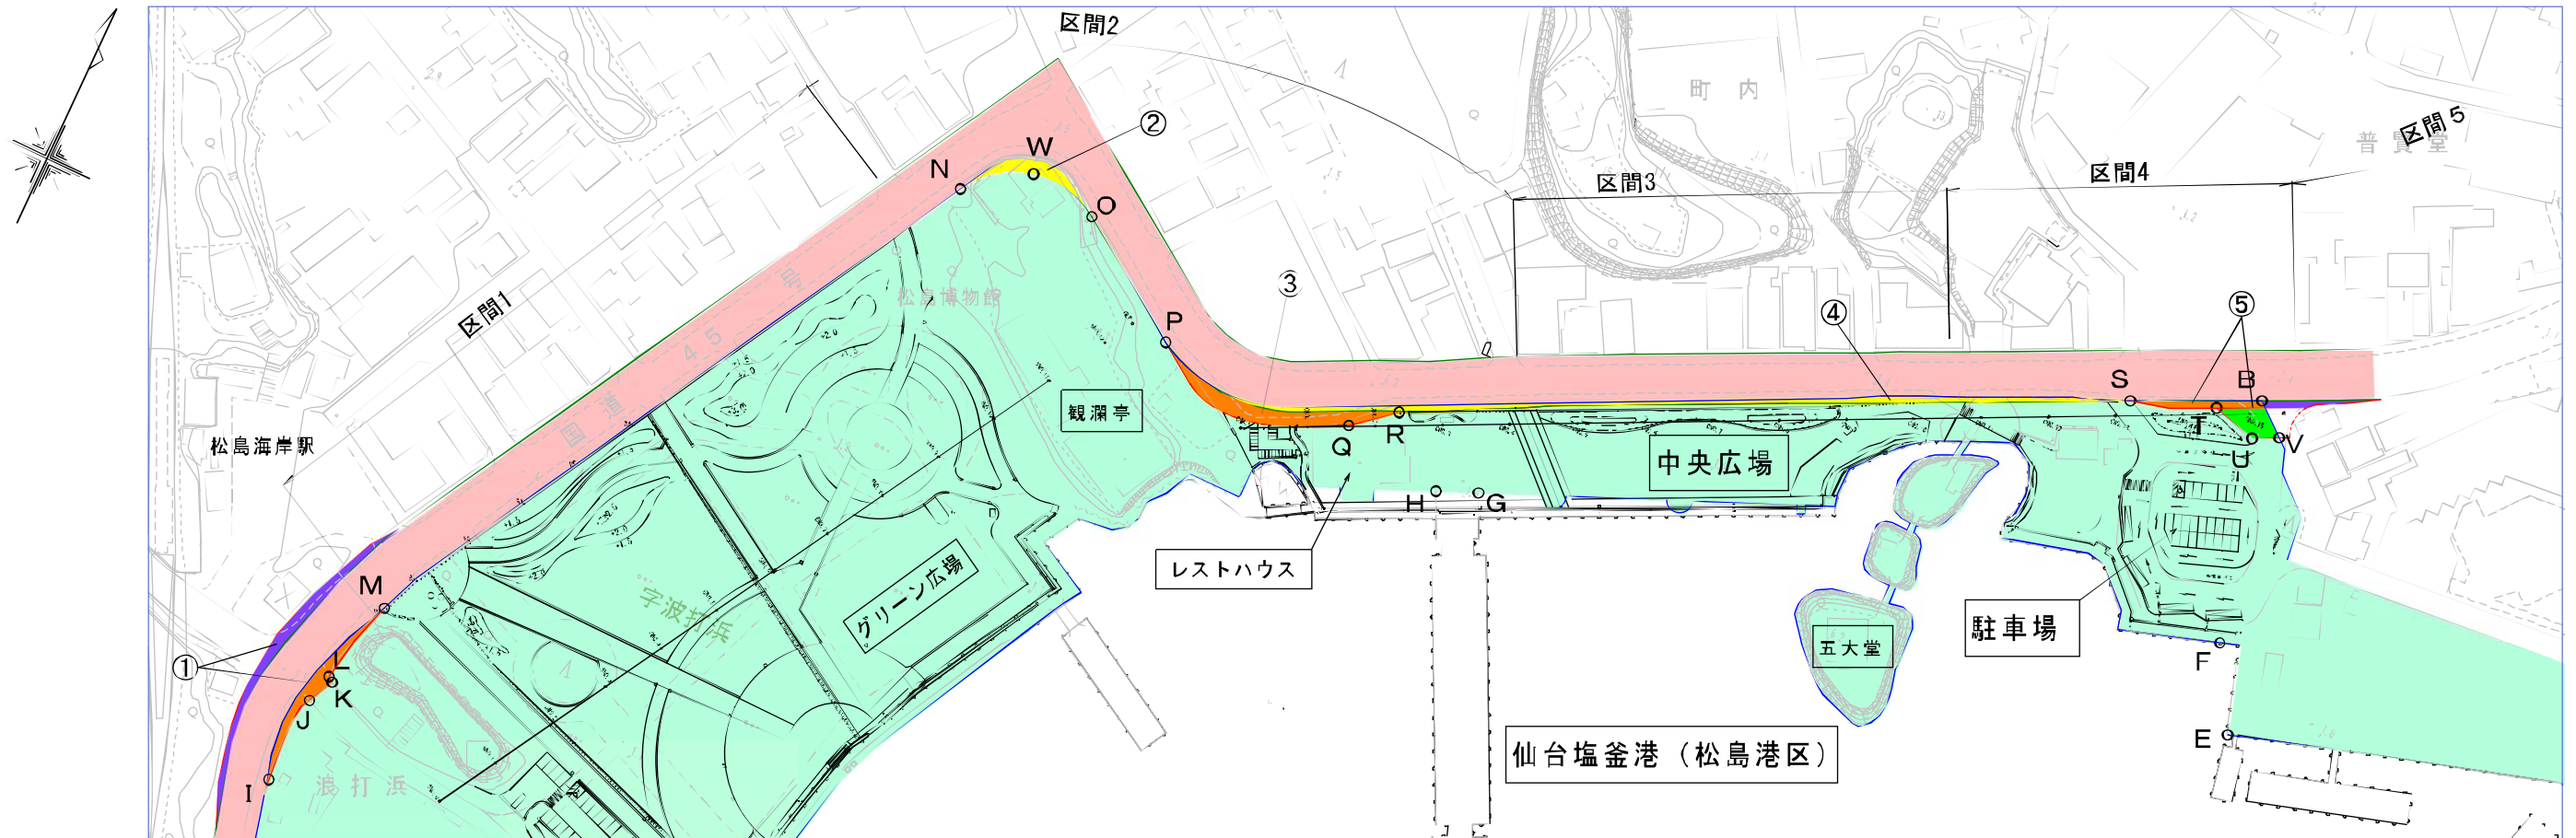 区間2
区間5
町内
普賢堂
区間4
区間3
②
W
N
O
⑤
松島博物館
③
④
区間1
P
S
B
国道45号
観瀾亭
R
T
V
松島海岸駅
Q
中央広場
U
H
G
M
レストハウス
グリーン広場
字波打浜
駐車場
五大堂
F
①
L
K
J
仙台塩釜港（松島港区）
E
浪打浜
I